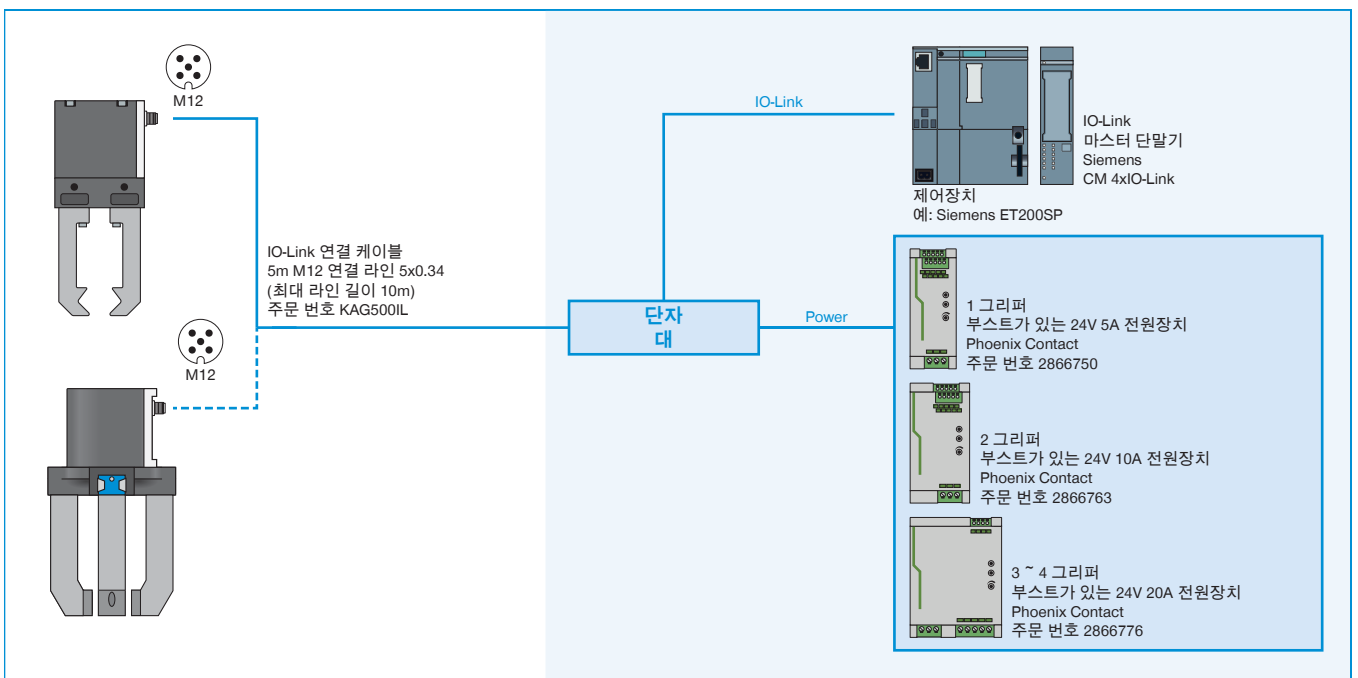 M12
IO-Link 연결 케이블
5m M12 연결 라인 5x0.34
(최대 라인 길이 10m)
주문 번호 KAG500IL
M12
IO-Link
단자
대
Power
제어장치
예: Siemens ET200SP
IO-Link
마스터 단말기
Siemens
CM 4xIO-Link
1 그리퍼
부스트가 있는 24V 5A 전원장치
Phoenix Contact
주문 번호 2866750
2 그리퍼
부스트가 있는 24V 10A 전원장치
Phoenix Contact
주문 번호 2866763
3 ~ 4 그리퍼
부스트가 있는 24V 20A 전원장치
Phoenix Contact
주문 번호 2866776